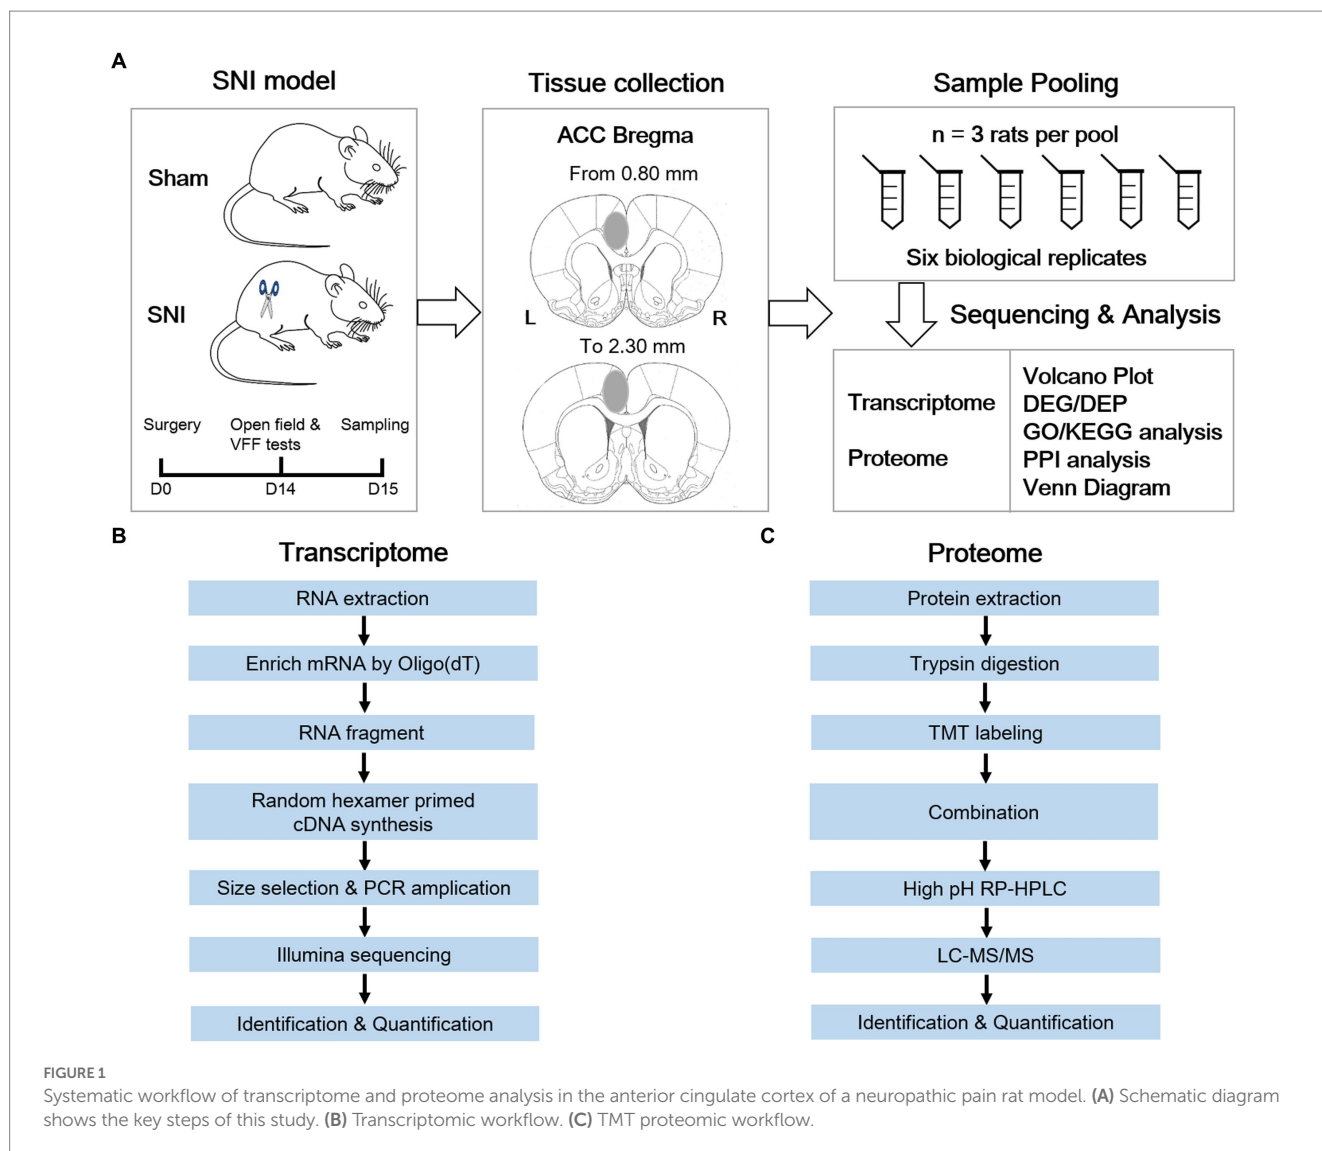 A
SNI model
Sham
SNI
Surgery
Open field &
VFF tests
Sampling
D0
D14
D15
Tissue collection
ACC Bregma
From 0.80 mm
L
R
To 2.30 mm
Sample Pooling
n = 3 rats per pool
Six biological replicates
Sequencing & Analysis
Transcriptome
Proteome
Volcano Plot
DEG/DEP
GO/KEGG analysis
PPI analysis
Venn Diagram
B
Transcriptome
RNA extraction
Enrich mRNA by Oligo(dT)
RNA fragment
Random hexamer primed
cDNA synthesis
Size selection & PCR amplication
Illumina sequencing
Identification & Quantification
C
Proteome
Protein extraction
Trypsin digestion
TMT labeling
Combination
High pH RP-HPLC
LC-MS/MS
Identification & Quantification
FIGURE 1
Systematic workflow of transcriptome and proteome analysis in the anterior cingulate cortex of a neuropathic pain rat model. (A) Schematic diagram
shows the key steps of this study. (B) Transcriptomic workflow. (C) TMT proteomic workflow.